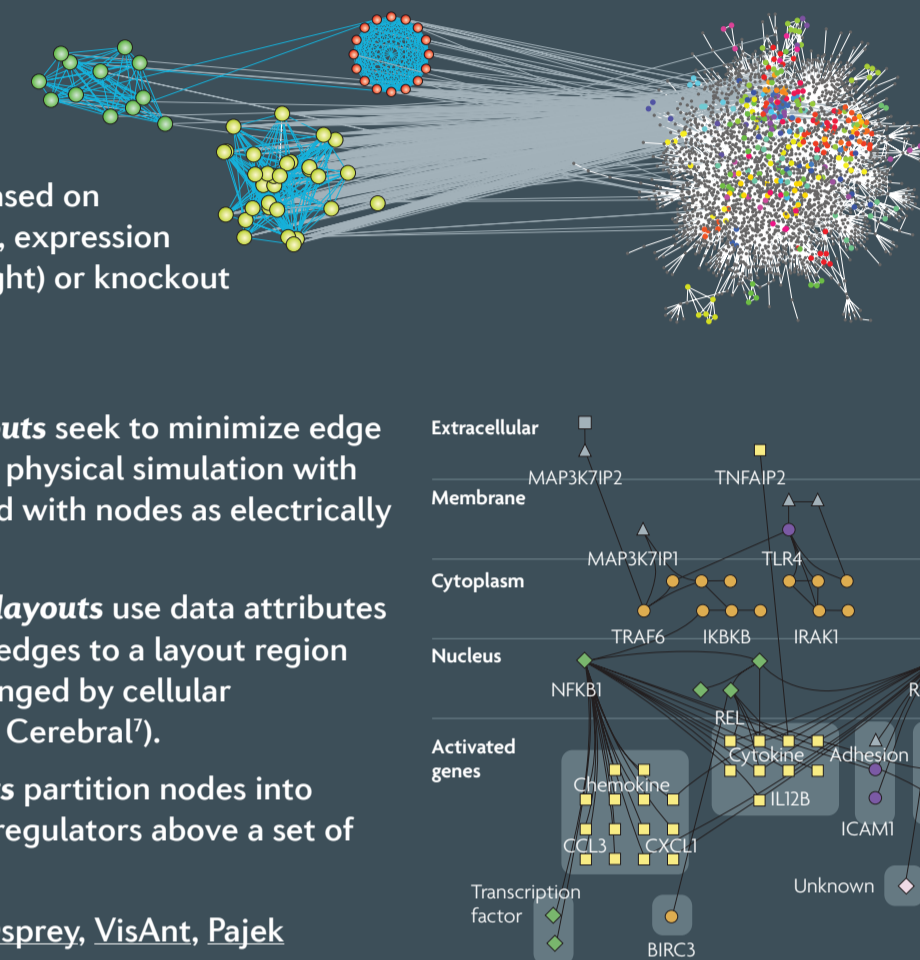 ased on
, expression
ght) or knockout
outs seek to minimize edge
physical simulation with
d with nodes as electrically
layouts use data attributes
edges to a layout region
nged by cellular
Cerebral⁷).
s partition nodes into
regulators above a set of
sprey, VisAnt, Pajek
Extracellular
MAP3K7IP2
TNFAIP2
Membrane
MAP3K7IP1
TLR4
Cytoplasm
TRAF6
IKBKB
IRAK1
Nucleus
NFKB1
R
REL
Activated
genes
Cytokine
Adhesion
Chemokine
IL12B
ICAM1
CCL3
CXCL1
Unknown
Transcription
factor
BIRC3